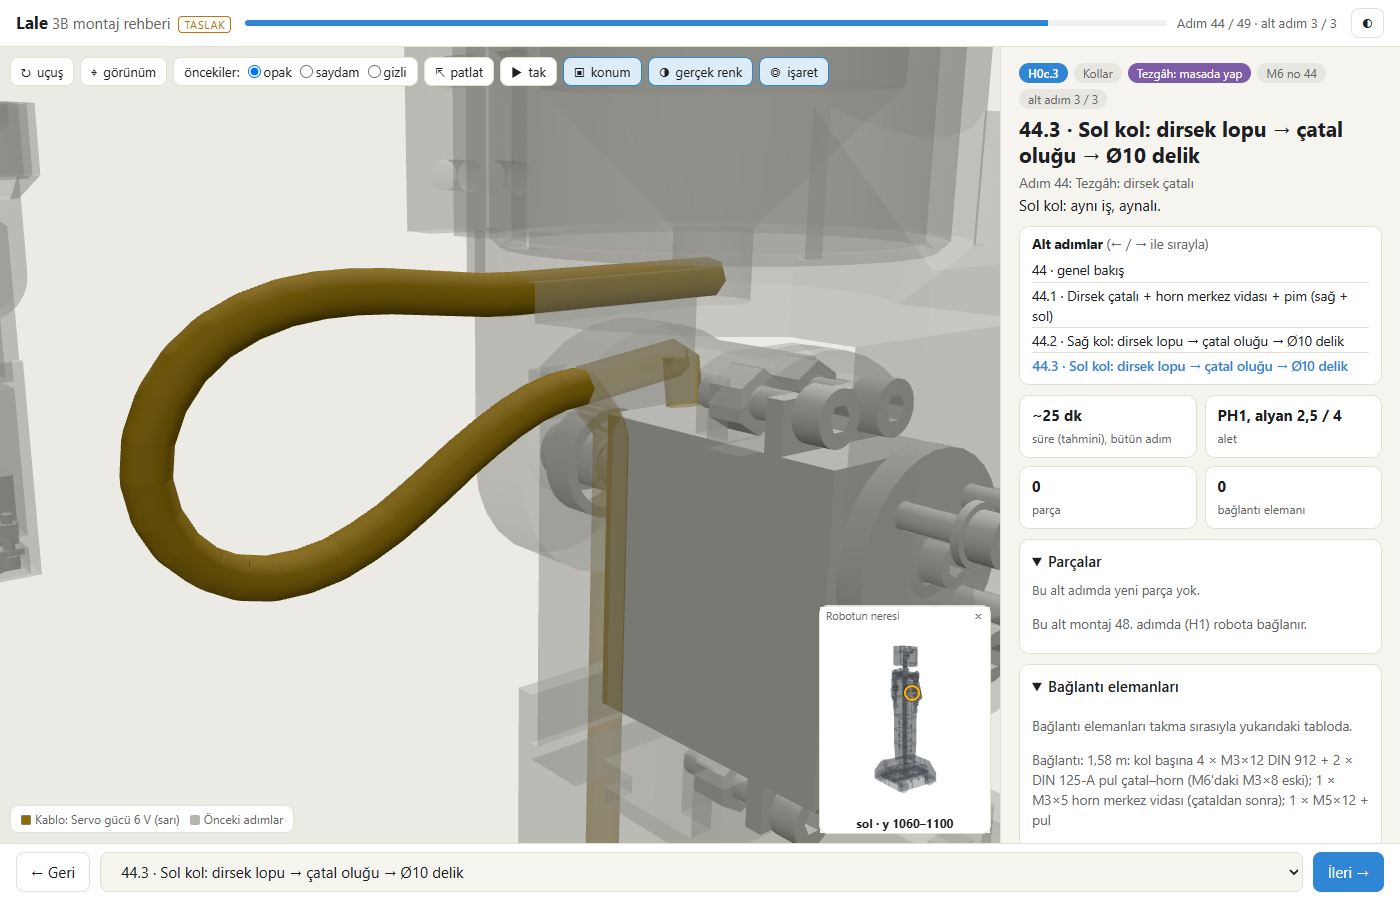 Lale 3B montaj rehberi TASLAK
Adım 44 / 49 · alt adım 3 / 3
↻ uçuş
⌖ görünüm
öncekiler: opak saydam gizli
⇱ patlat
▶ tak
▣ konum
◑ gerçek renk
◎ işaret
H0c.3
Kollar
Tezgâh: masada yap
M6 no 44
alt adım 3 / 3
44.3 · Sol kol: dirsek lopu → çatal
oluğu → Ø10 delik
Adım 44: Tezgâh: dirsek çatalı
Sol kol: aynı iş, aynalı.
Alt adımlar (← / → ile sırayla)
44 · genel bakış
44.1 · Dirsek çatalı + horn merkez vidası + pim (sağ +
sol)
44.2 · Sağ kol: dirsek lopu → çatal oluğu → Ø10 delik
44.3 · Sol kol: dirsek lopu → çatal oluğu → Ø10 delik
~25 dk
süre (tahmini), bütün adım
PH1, alyan 2,5 / 4
alet
0
parça
0
bağlantı elemanı
▼ Parçalar
Bu alt adımda yeni parça yok.
Bu alt montaj 48. adımda (H1) robota bağlanır.
▼ Bağlantı elemanları
Bağlantı elemanları takma sırasıyla yukarıdaki tabloda.
Bağlantı: 1,58 m: kol başına 4 × M3×12 DIN 912 + 2 ×
DIN 125-A pul çatal–horn (M6'daki M3×8 eski); 1 ×
M3×5 horn merkez vidası (çataldan sonra); 1 × M5×12 +
pul
Robotun neresi ×
sol · y 1060–1100
Kablo: Servo gücü 6 V (sarı) Önceki adımlar
← Geri
44.3 · Sol kol: dirsek lopu → çatal oluğu → Ø10 delik
İleri →